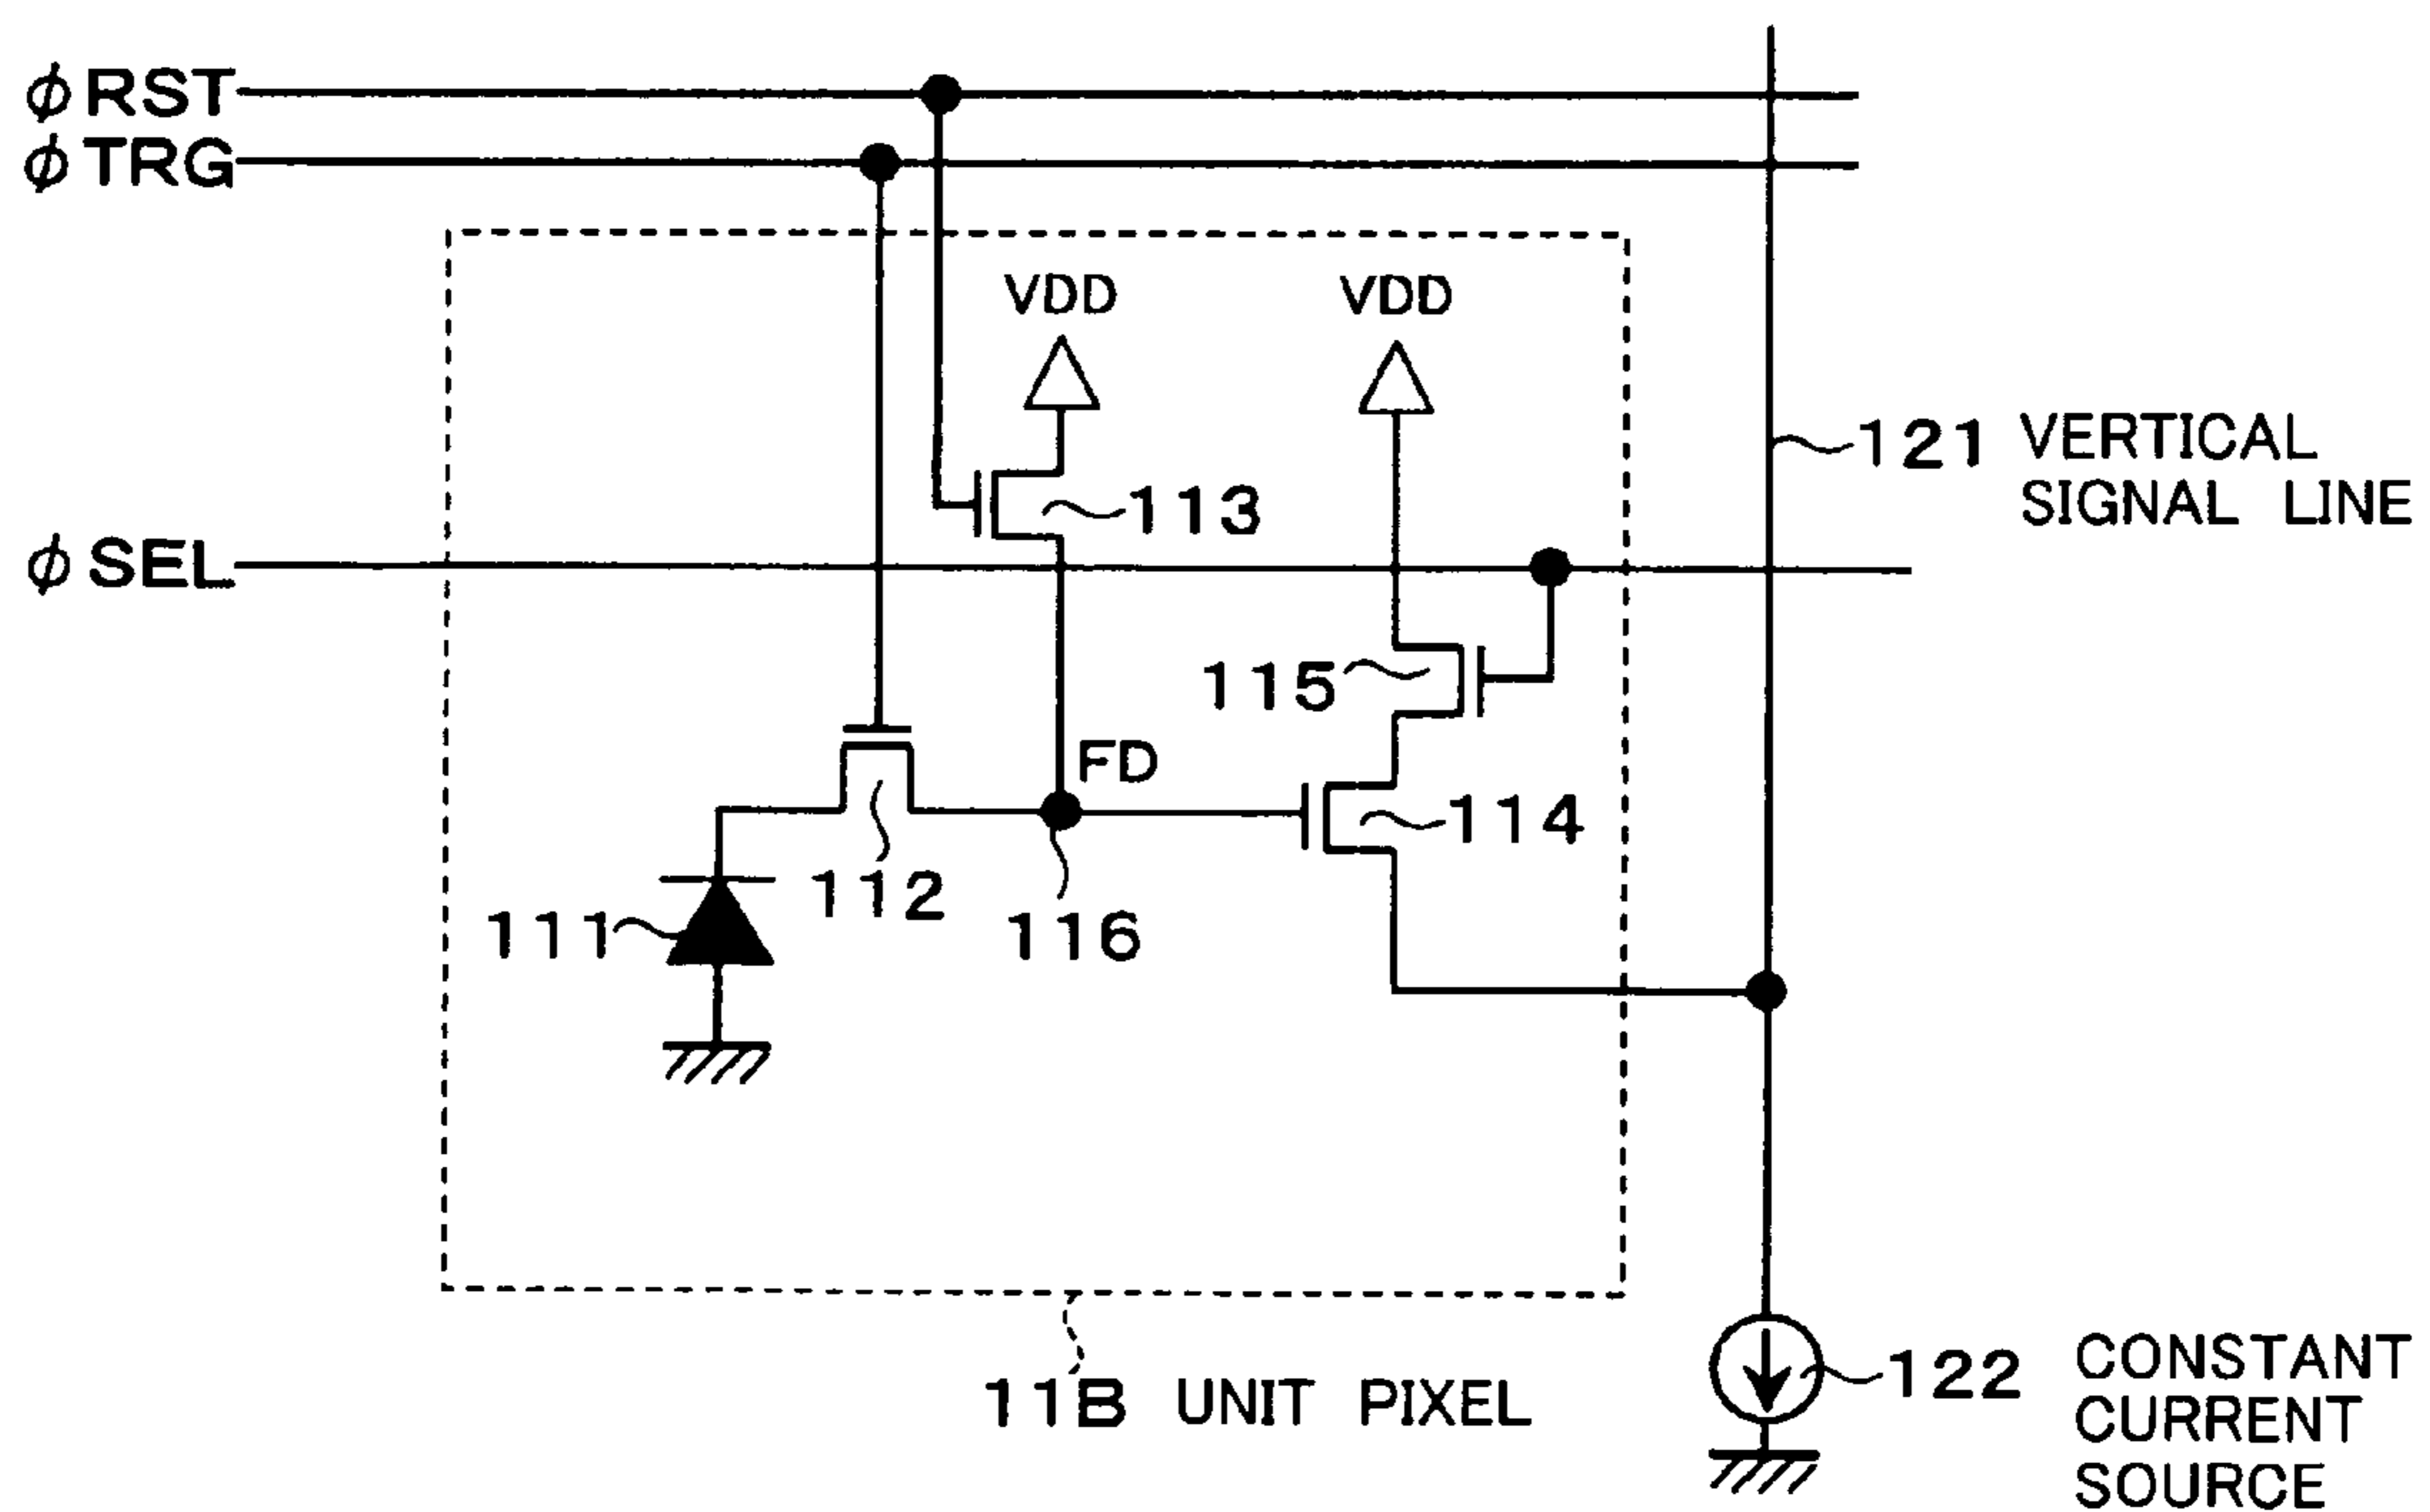 φRST
φTRG
VDD
VDD
121 VERTICAL
SIGNAL LINE
113
φSEL
115
FD
114
112
111
116
11B UNIT PIXEL
122 CONSTANT
CURRENT
SOURCE